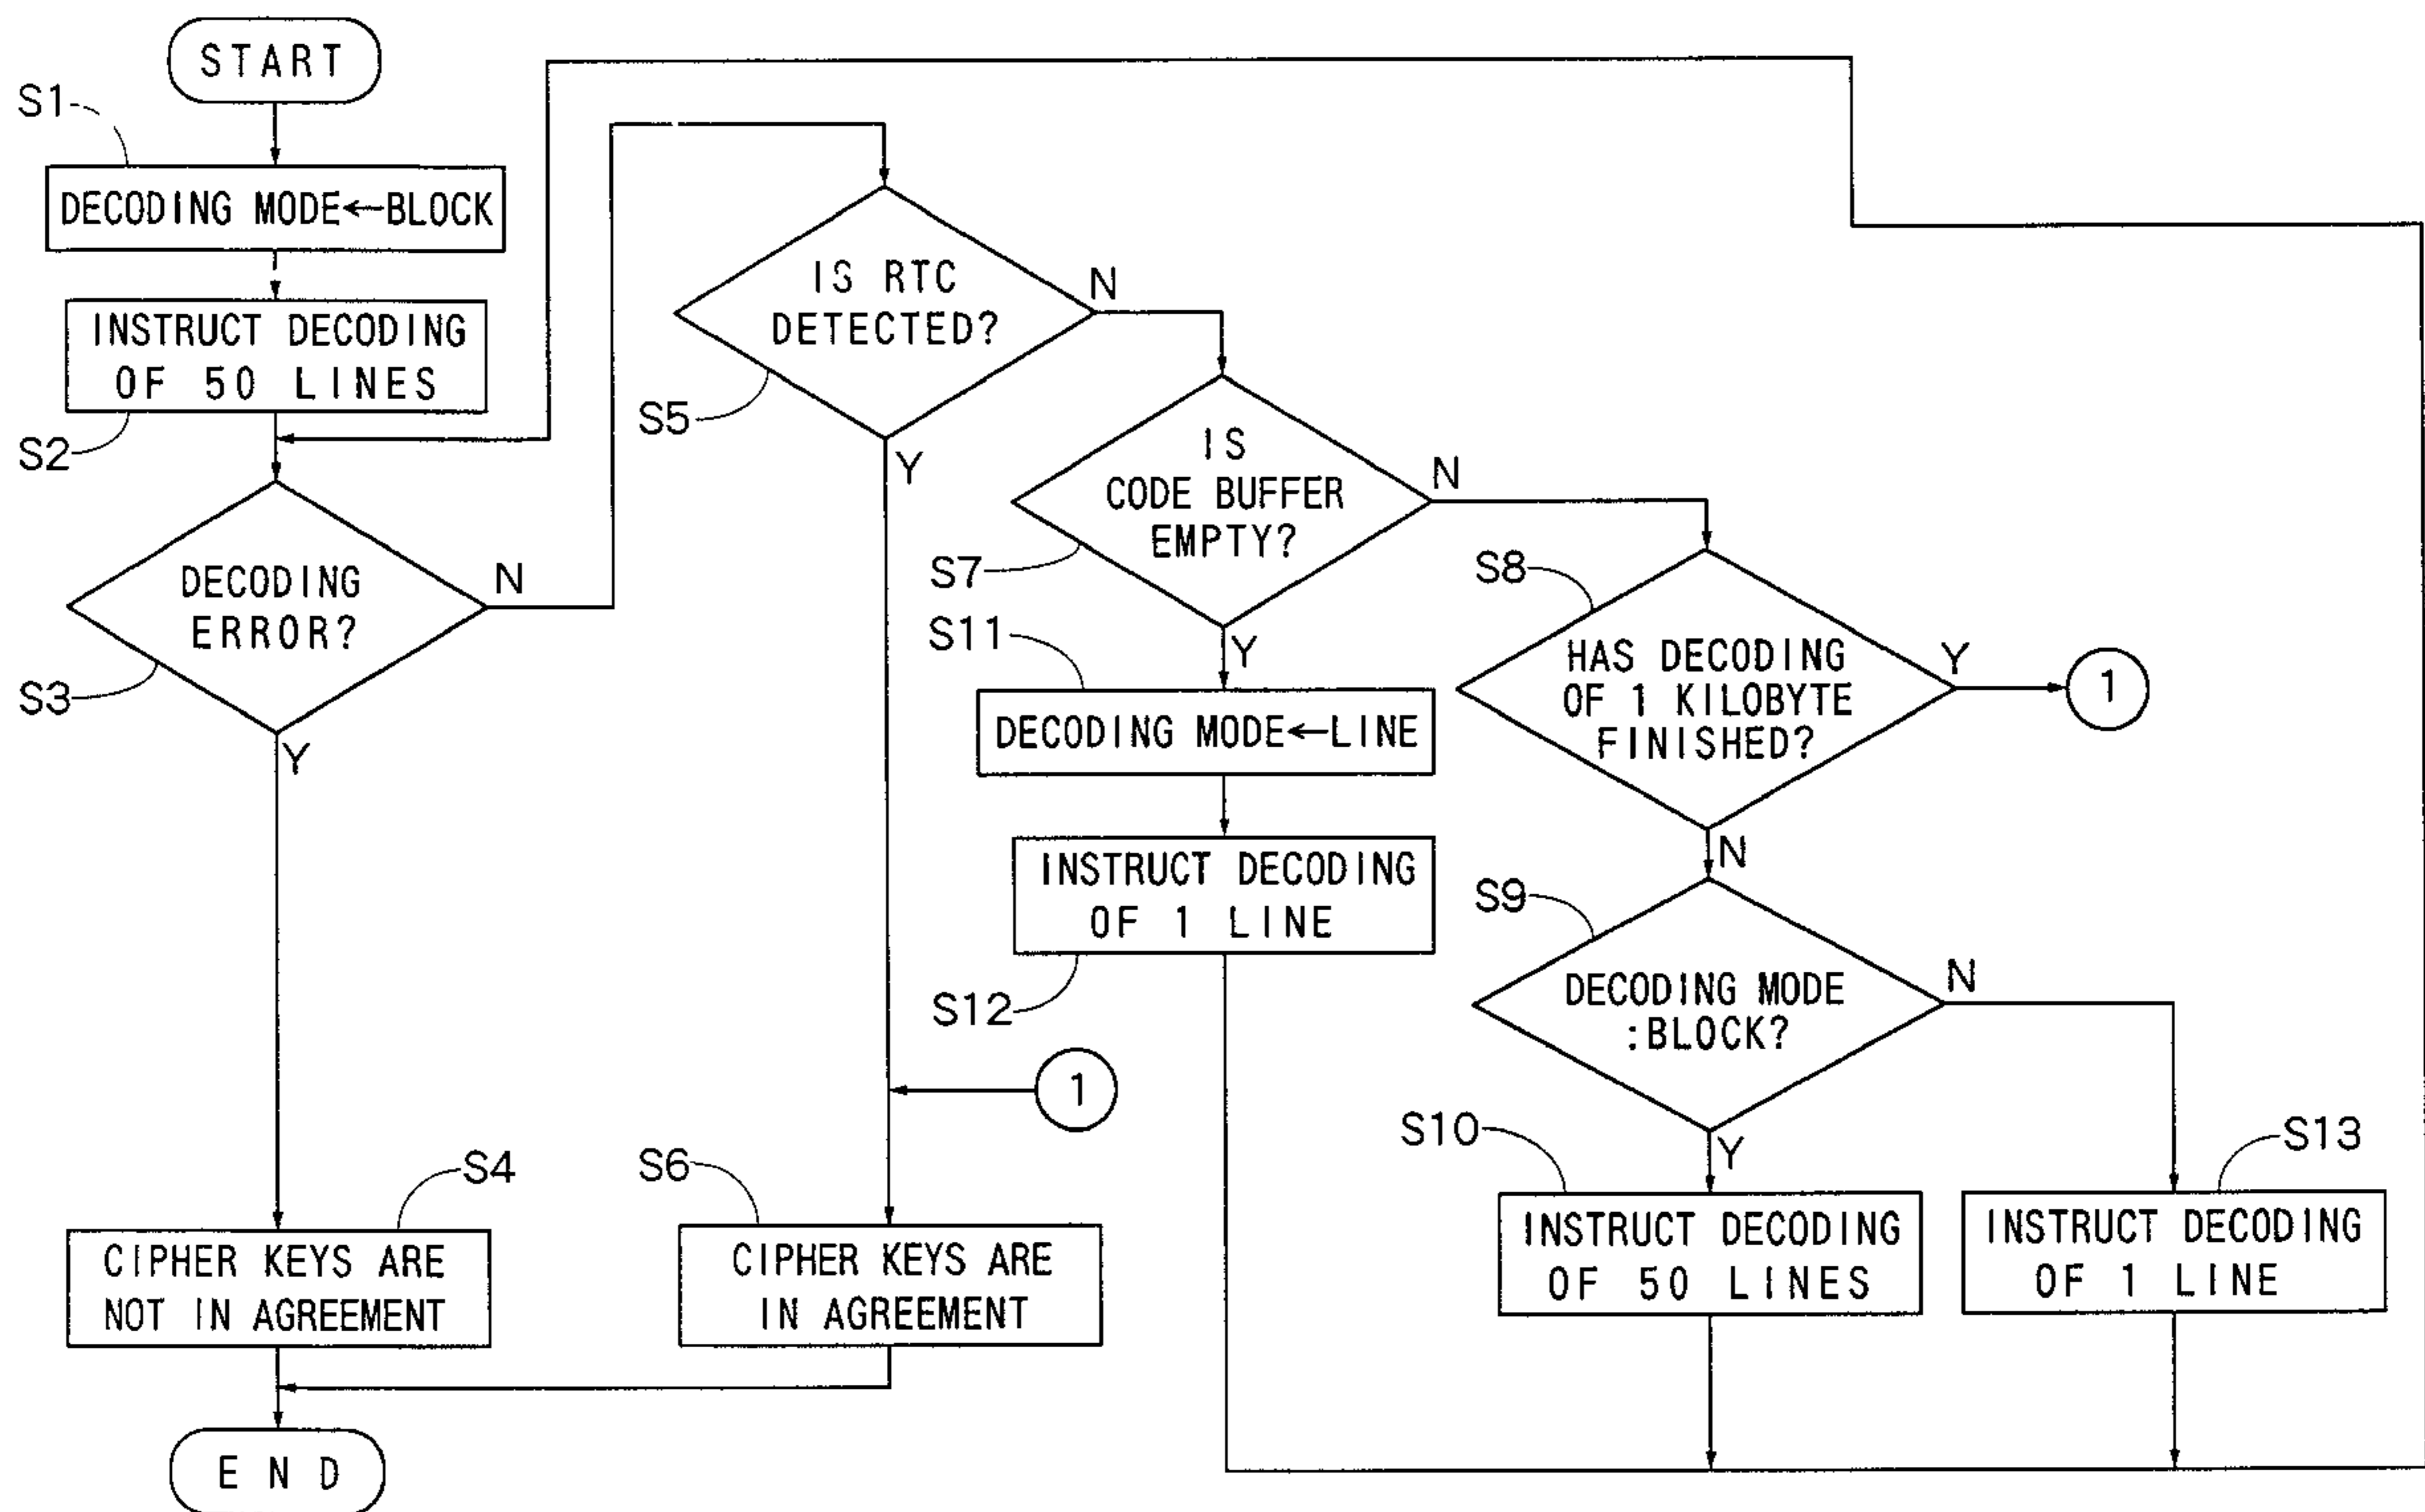 START
S1
DECODING MODE←BLOCK
INSTRUCT DECODING
OF 50 LINES
S2
DECODING
ERROR?
N
S3
Y
IS RTC
DETECTED?
N
S5
Y
IS
CODE BUFFER
EMPTY?
N
S7
Y
S11
DECODING MODE←LINE
INSTRUCT DECODING
OF 1 LINE
S12
S8
HAS DECODING
OF 1 KILOBYTE
FINISHED?
Y
1
N
S9
DECODING MODE
:BLOCK?
N
Y
S10
INSTRUCT DECODING
OF 50 LINES
S13
INSTRUCT DECODING
OF 1 LINE
1
S4
CIPHER KEYS ARE
NOT IN AGREEMENT
S6
CIPHER KEYS ARE
IN AGREEMENT
END